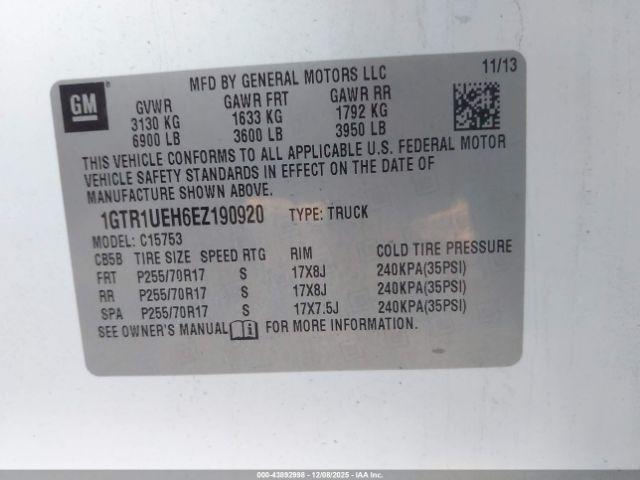 MFD BY GENERAL MOTORS LLC
11/13
GM
GVWR GAWR FRT GAWR RR
3130 KG 1633 KG 1792 KG
6900 LB 3600 LB 3950 LB
THIS VEHICLE CONFORMS TO ALL APPLICABLE U.S. FEDERAL MOTOR
VEHICLE SAFETY STANDARDS IN EFFECT ON THE DATE OF
MANUFACTURE SHOWN ABOVE.
1GTR1UEH6EZ190920 TYPE: TRUCK
MODEL: C15753
CB5B TIRE SIZE SPEED RTG RIM COLD TIRE PRESSURE
FRT P255/70R17 S 17X8J 240KPA(35PSI)
RR P255/70R17 S 17X8J 240KPA(35PSI)
SPA P255/70R17 S 17X7.5J 240KPA(35PSI)
SEE OWNER'S MANUAL FOR MORE INFORMATION.
000-43892998 12/08/2025 - COPYRIGHT © IAA, LLC